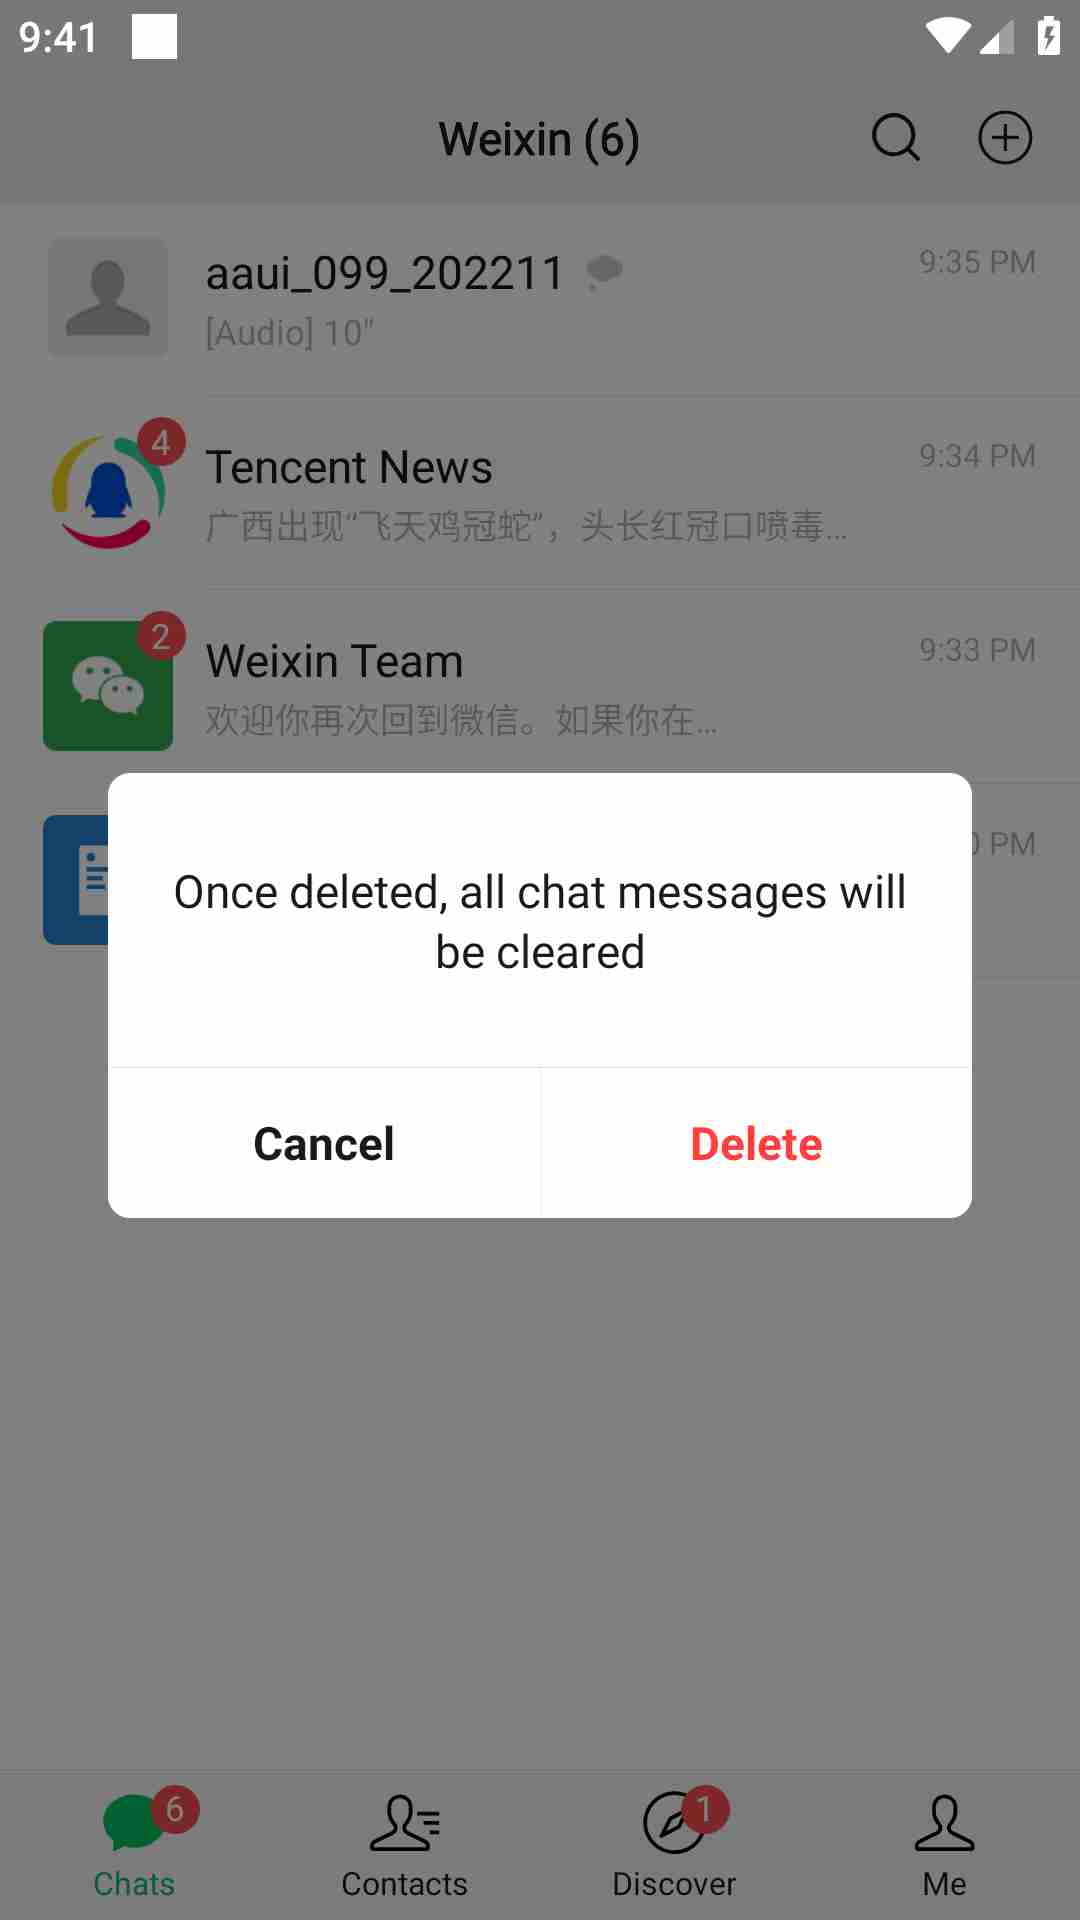 9:41
Weixin (6)
aaui_099_202211
9:35 PM
[Audio] 10"
4
Tencent News
9:34 PM
广西出现“飞天鸡冠蛇”，头长红冠口喷毒...
2
Weixin Team
9:33 PM
欢迎你再次回到微信。如果你在...
PM
Once deleted, all chat messages will
be cleared
Cancel
Delete
6
1
Chats
Contacts
Discover
Me